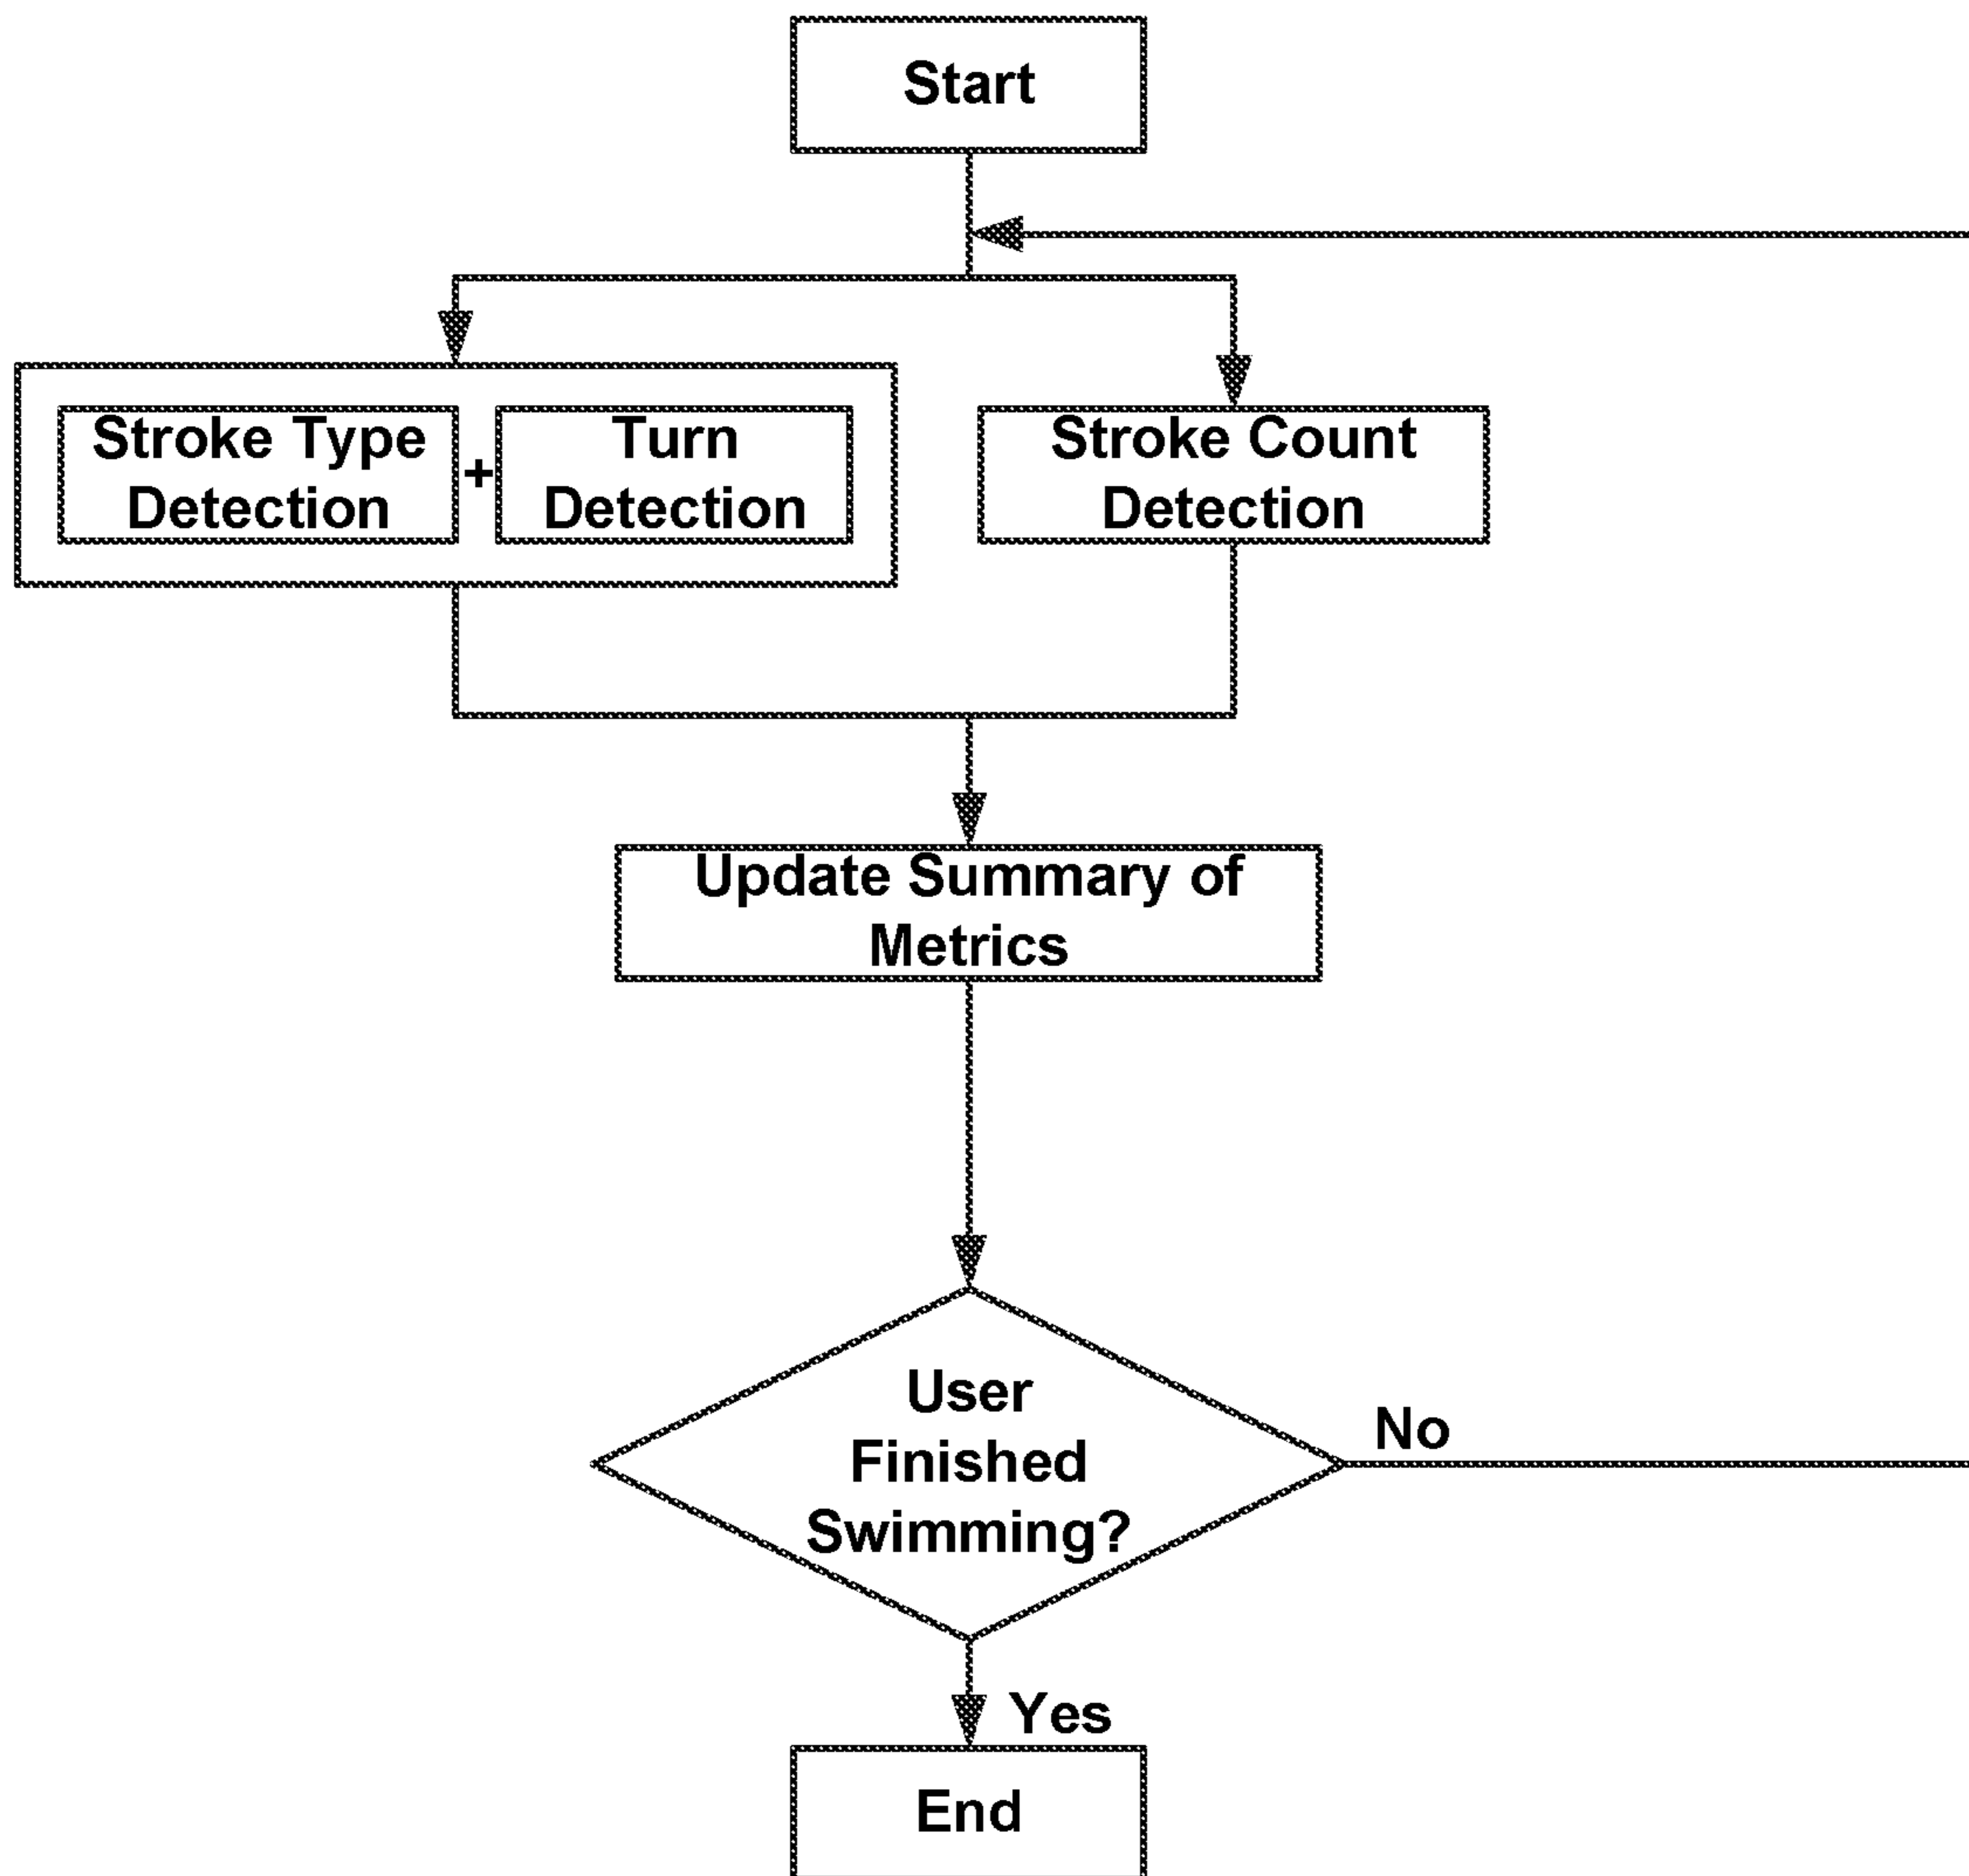 Start
Stroke Type
Detection
+
Turn
Detection
Stroke Count
Detection
Update Summary of
Metrics
User
Finished
Swimming?
No
Yes
End